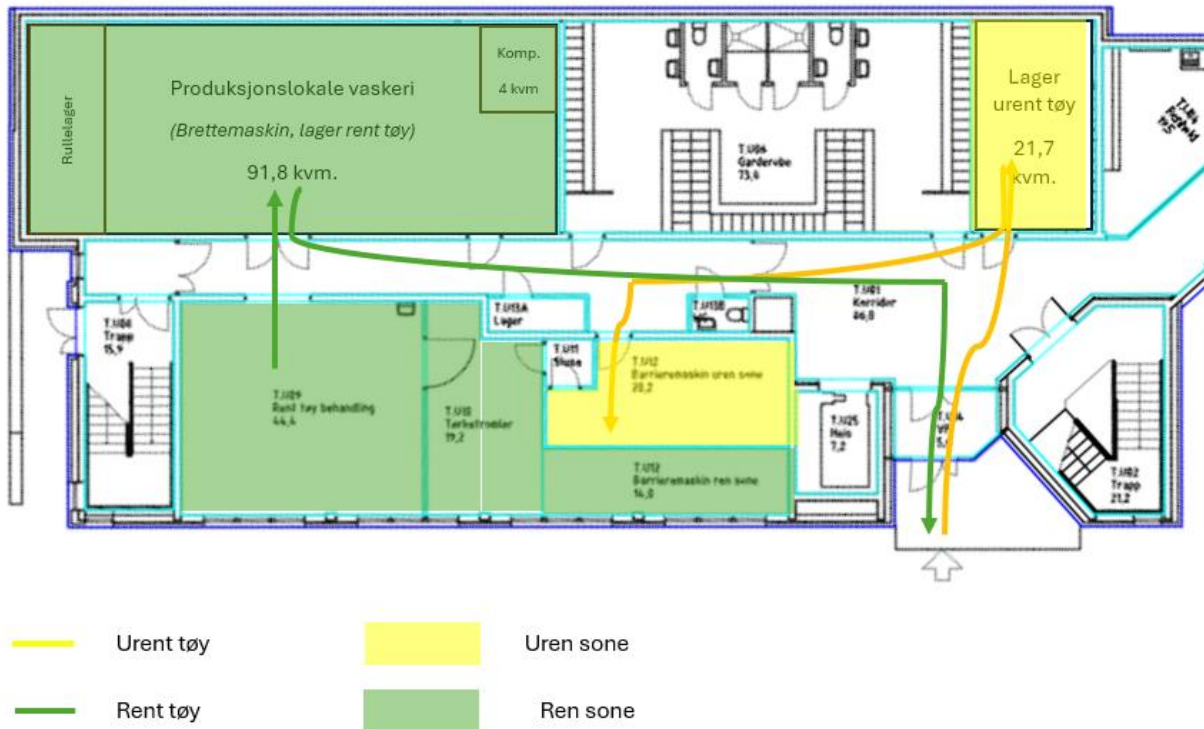 Rullelager
Produksjonslokale vaskeri
(Brettemaskin, lager rent tøy)
91,8 kvm.
Komp.
4 kvm
T.U06
Garderobe
73,6
Lager
urent tøy
21,7
kvm.
T.U08
Trapp
15,9
T.U13A
Lager
T.U13B
T.U01
Korridor
86,8
T.U09
Rent tøy behandling
44,4
T.U10
Tørketromler
19,2
T.U11
Sluse
T.U12
Barrieremaskin uren sone
20,2
T.U12
Barrieremaskin ren sone
14,0
T.U25
Heis
7,2
T.U02
Trapp
21,2
Urent tøy
Uren sone
Rent tøy
Ren sone